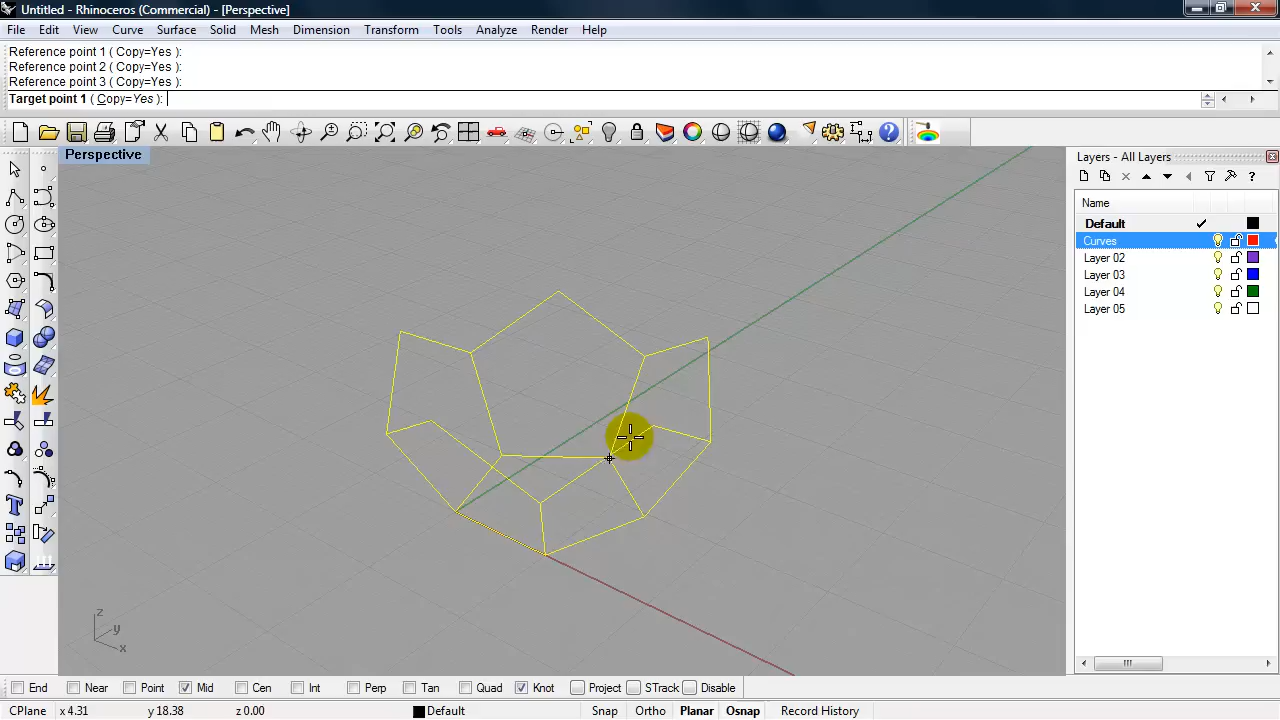 Untitled - Rhinoceros (Commercial) - [Perspective]
File Edit View Curve Surface Solid Mesh Dimension Transform Tools Analyze Render Help
Reference point 1 ( Copy=Yes ):
Reference point 2 ( Copy=Yes ):
Reference point 3 ( Copy=Yes ):
Target point 1 ( Copy=Yes ):
Perspective
Layers - All Layers
Name
Default
Curves
Layer 02
Layer 03
Layer 04
Layer 05
z
y
x
End Near Point Mid Cen Int Perp Tan Quad Knot Project STrack Disable
CPlane x 4.31 y 18.38 z 0.00 Default Snap Ortho Planar Osnap Record History